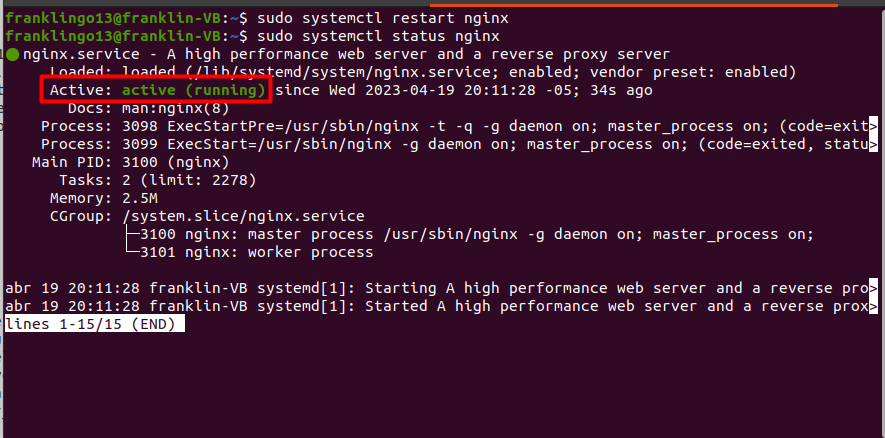 franklingo13@franklin-VB:~$ sudo systemctl restart nginx
franklingo13@franklin-VB:~$ sudo systemctl status nginx
● nginx.service - A high performance web server and a reverse proxy server
Loaded: loaded (/lib/systemd/system/nginx.service; enabled; vendor preset: enabled)
Active: active (running) since Wed 2023-04-19 20:11:28 -05; 34s ago
Docs: man:nginx(8)
Process: 3098 ExecStartPre=/usr/sbin/nginx -t -q -g daemon on; master_process on; (code=exit>
Process: 3099 ExecStart=/usr/sbin/nginx -g daemon on; master_process on; (code=exited, statu>
Main PID: 3100 (nginx)
Tasks: 2 (limit: 2278)
Memory: 2.5M
CGroup: /system.slice/nginx.service
├─3100 nginx: master process /usr/sbin/nginx -g daemon on; master_process on;
└─3101 nginx: worker process
abr 19 20:11:28 franklin-VB systemd[1]: Starting A high performance web server and a reverse pro>
abr 19 20:11:28 franklin-VB systemd[1]: Started A high performance web server and a reverse prox>
lines 1-15/15 (END)